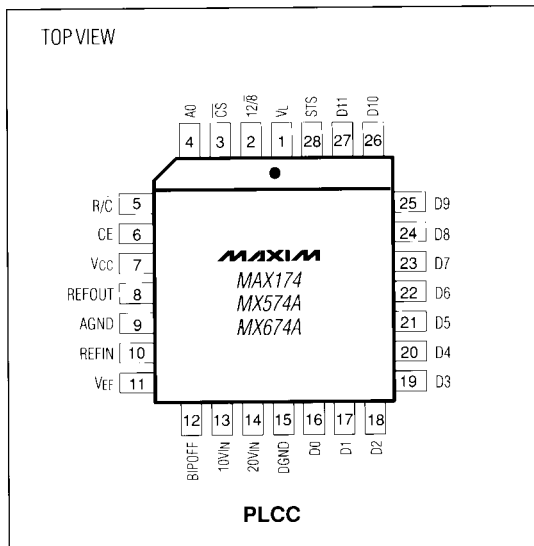 TOP VIEW
A0 C̅S̅ 12/8̅ VL STS D11 D10
4 3 2 1 28 27 26
R/C̅ 5
CE 6
VCC 7
REFOUT 8
AGND 9
REFIN 10
VEE 11
25 D9
24 D8
23 D7
22 D6
21 D5
20 D4
19 D3
MAXIM
MAX174
MX574A
MX674A
12 13 14 15 16 17 18
BIPOFF 10VIN 20VIN DGND D0 D1 D2
PLCC